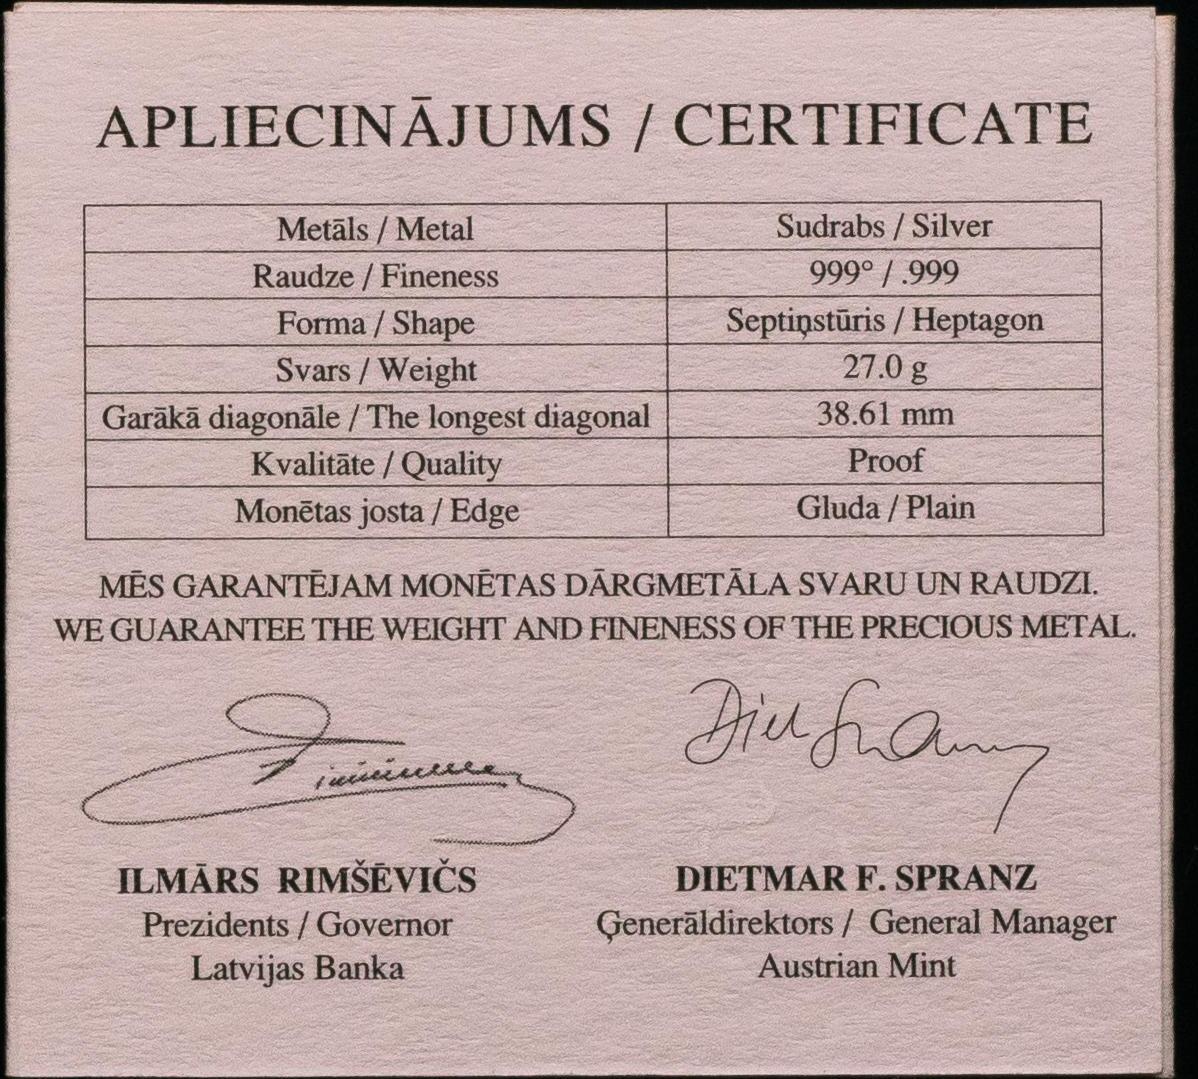 APLIECINĀJUMS / CERTIFICATE
Metāls / Metal Sudrabs / Silver
Raudze / Fineness 999° / .999
Forma / Shape Septiņstūris / Heptagon
Svars / Weight 27.0 g
Garākā diagonāle / The longest diagonal 38.61 mm
Kvalitāte / Quality Proof
Monētas josta / Edge Gluda / Plain
MĒS GARANTĒJAM MONĒTAS DĀRGMETĀLA SVARU UN RAUDZI.
WE GUARANTEE THE WEIGHT AND FINENESS OF THE PRECIOUS METAL.
ILMĀRS RIMŠĒVIČS DIETMAR F. SPRANZ
Prezidents / Governor Ģenerāldirektors / General Manager
Latvijas Banka Austrian Mint